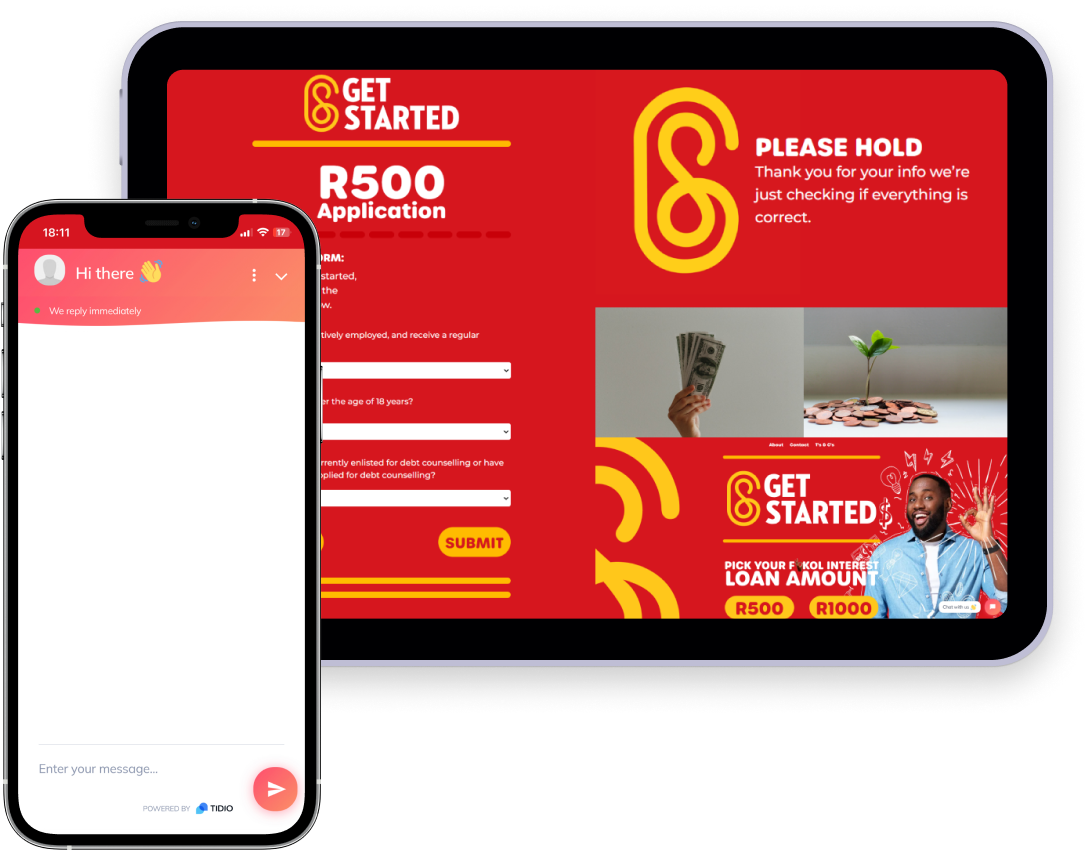 GET
STARTED
R500
Application
RM:
started,
the
w.
tively employed, and receive a regular
er the age of 18 years?
rrently enlisted for debt counselling or have
plied for debt counselling?
SUBMIT
PLEASE HOLD
Thank you for your info we're
just checking if everything is
correct.
About Contact T's & C's
GET
STARTED
PICK YOUR F KOL INTEREST
LOAN AMOUNT
R500 R1000
Chat with us 👋
18:11
17
Hi there 👋
We reply immediately
Enter your message...
POWERED BY TIDIO